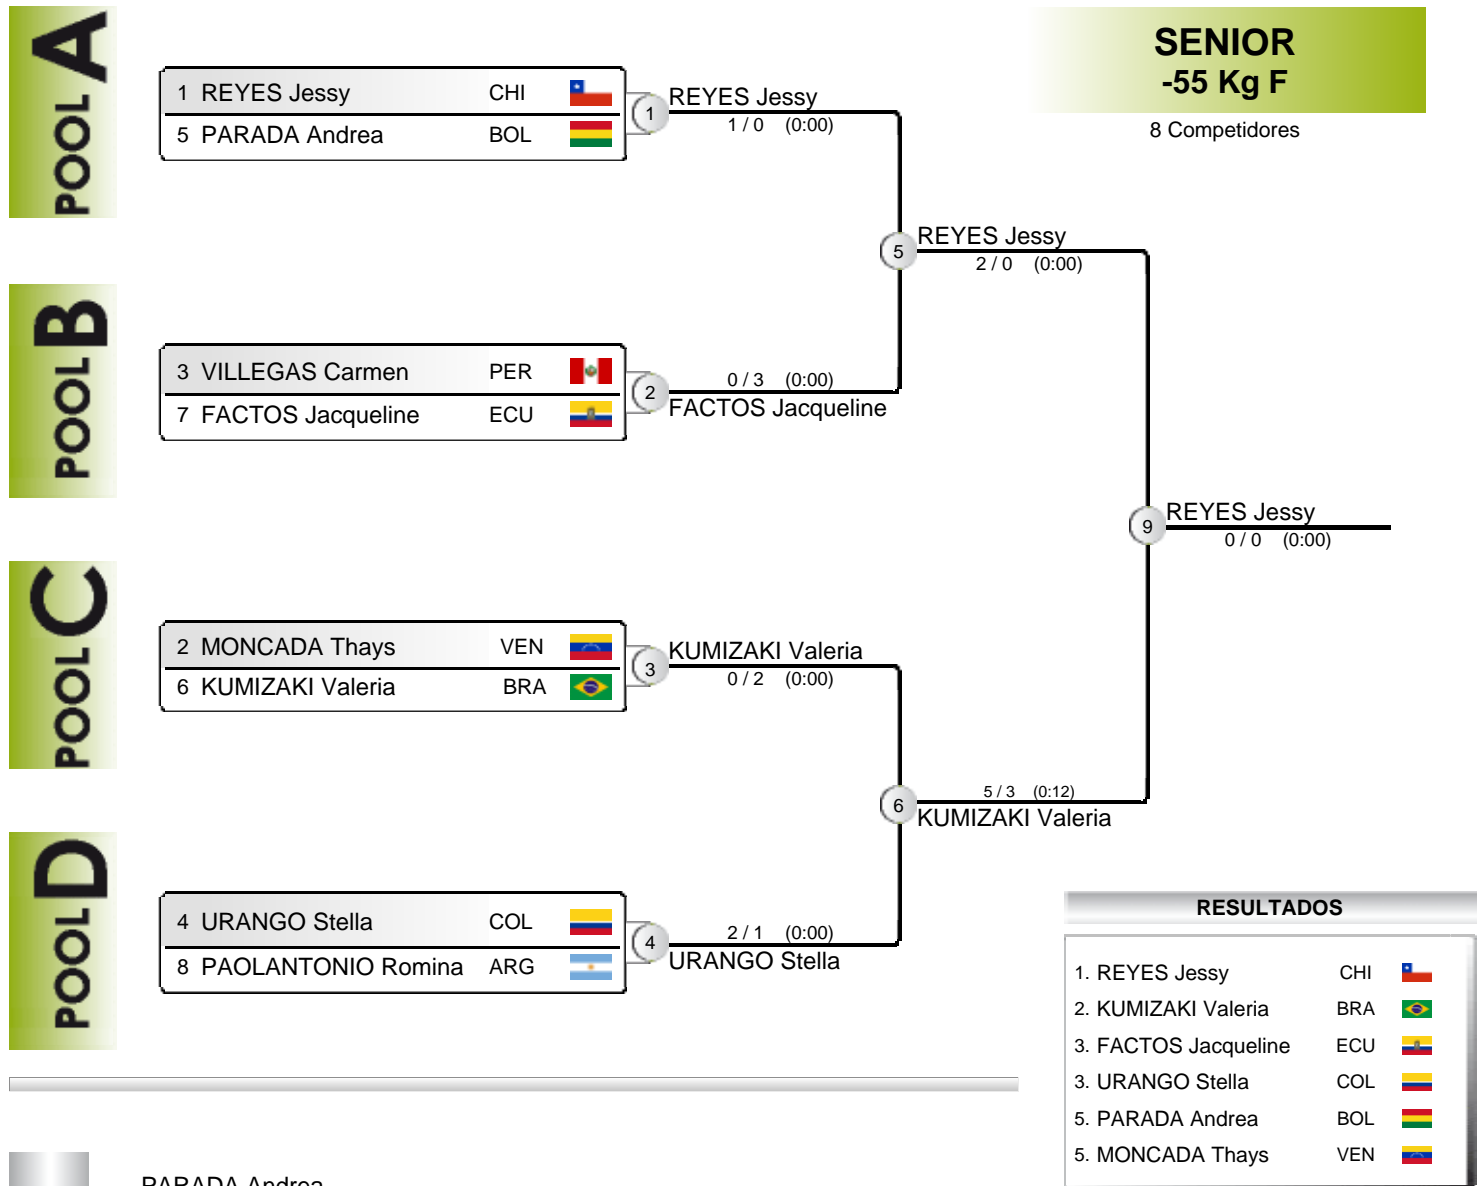 POOL A
SENIOR
-55 Kg F
8 Competidores
1 REYES Jessy CHI
5 PARADA Andrea BOL
1
REYES Jessy
1 / 0 (0:00)
5
REYES Jessy
2 / 0 (0:00)
POOL B
3 VILLEGAS Carmen PER
7 FACTOS Jacqueline ECU
2
0 / 3 (0:00)
FACTOS Jacqueline
9
REYES Jessy
0 / 0 (0:00)
POOL C
2 MONCADA Thays VEN
6 KUMIZAKI Valeria BRA
3
KUMIZAKI Valeria
0 / 2 (0:00)
6
5 / 3 (0:12)
KUMIZAKI Valeria
POOL D
4 URANGO Stella COL
8 PAOLANTONIO Romina ARG
4
2 / 1 (0:00)
URANGO Stella
RESULTADOS
1. REYES Jessy CHI
2. KUMIZAKI Valeria BRA
3. FACTOS Jacqueline ECU
3. URANGO Stella COL
5. PARADA Andrea BOL
5. MONCADA Thays VEN
PARADA Andrea